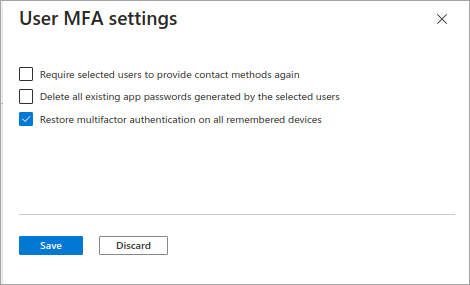 User MFA settings
Require selected users to provide contact methods again
Delete all existing app passwords generated by the selected users
Restore multifactor authentication on all remembered devices
Save
Discard